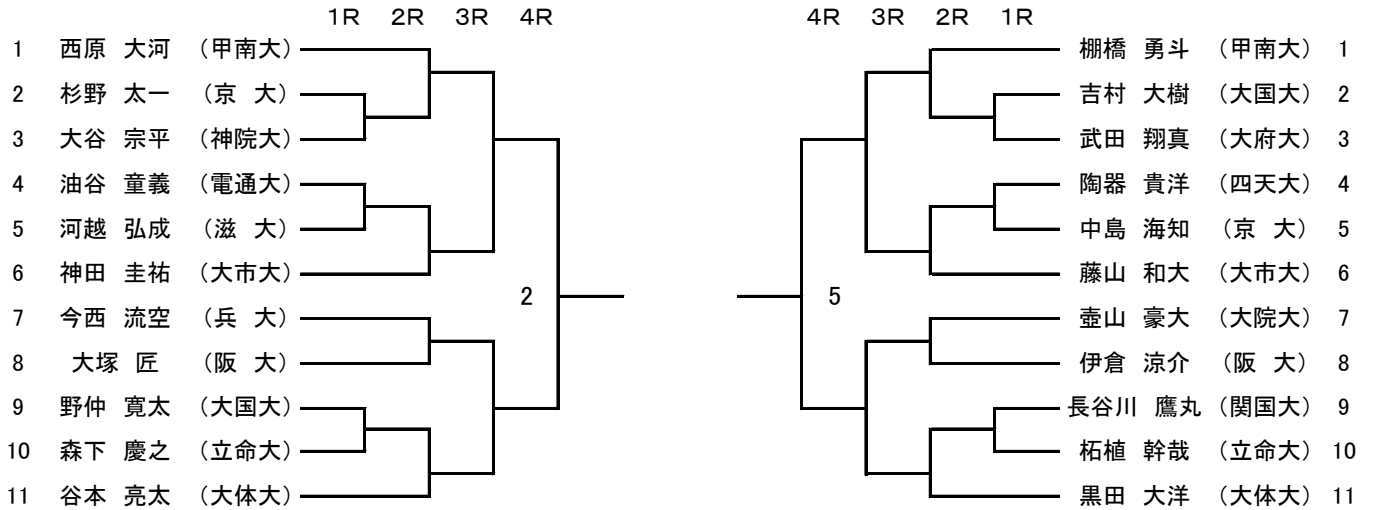 1R 2R 3R 4R
1 西原 大河 (甲南大)
2 杉野 太一 (京 大)
3 大谷 宗平 (神院大)
4 油谷 童義 (電通大)
5 河越 弘成 (滋 大)
6 神田 圭祐 (大市大)
7 今西 流空 (兵 大)
8 大塚 匠 (阪 大)
9 野仲 寛太 (大国大)
10 森下 慶之 (立命大)
11 谷本 亮太 (大体大)
2
4R 3R 2R 1R
棚橋 勇斗 (甲南大) 1
吉村 大樹 (大国大) 2
武田 翔真 (大府大) 3
陶器 貴洋 (四天大) 4
中島 海知 (京 大) 5
藤山 和大 (大市大) 6
壺山 豪大 (大院大) 7
伊倉 涼介 (阪 大) 8
長谷川 鷹丸 (関国大) 9
柘植 幹哉 (立命大) 10
黒田 大洋 (大体大) 11
5